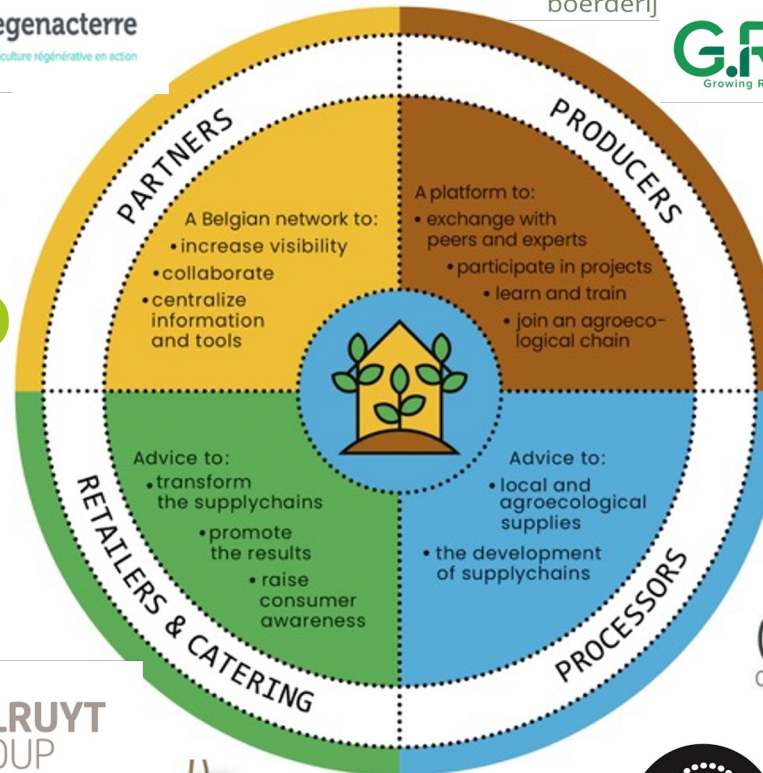 egenacterre
culture régénérative en action
boerderij
G.R
Growing R
PARTNERS
A Belgian network to:
• increase visibility
• collaborate
• centralize
information
and tools
PRODUCERS
A platform to:
• exchange with
peers and experts
• participate in projects
• learn and train
• join an agroeco-
logical chain
RETAILERS & CATERING
Advice to:
• transform
the supplychains
• promote
the results
• raise
consumer
awareness
PROCESSORS
Advice to:
• local and
agroecological
supplies
• the development
of supplychains
LRUYT
OUP